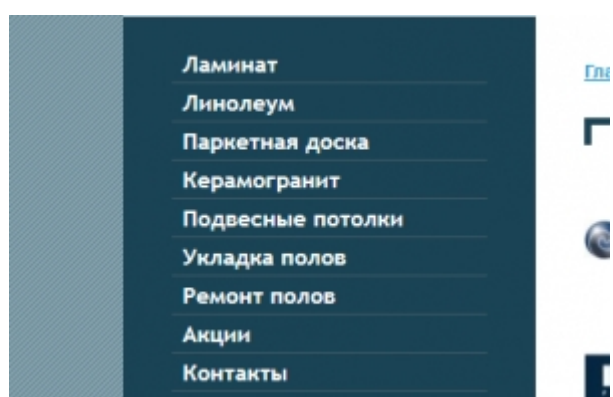 Ламинат
Линолеум
Паркетная доска
Керамогранит
Подвесные потолки
Укладка полов
Ремонт полов
Акции
Контакты